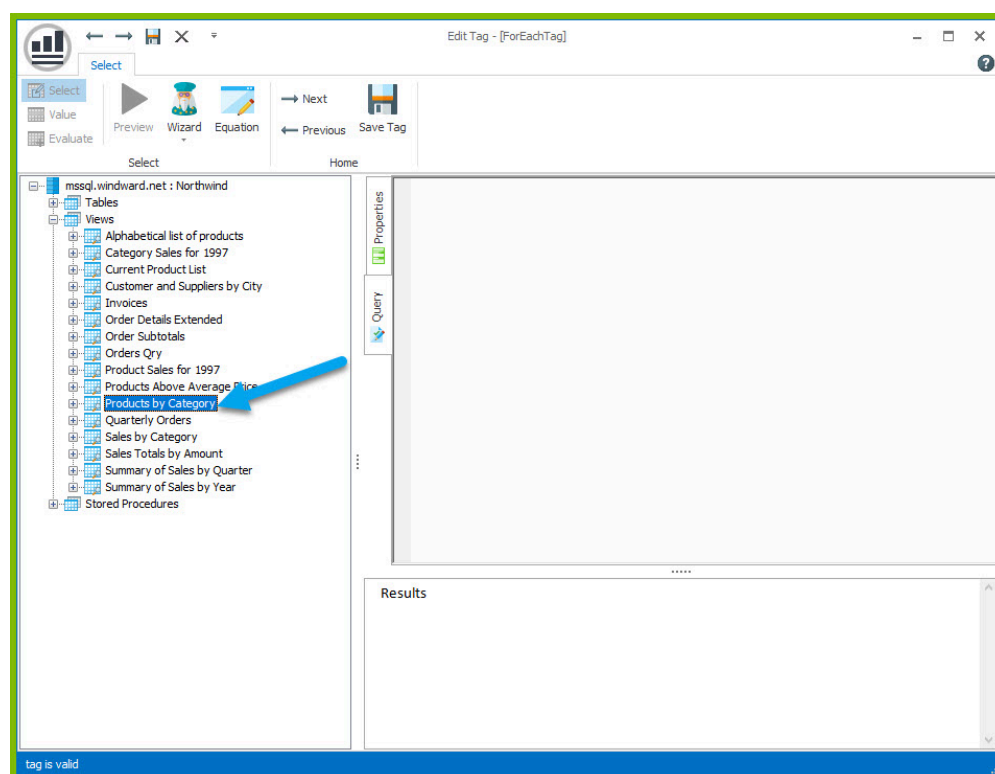 Edit Tag - [ForEachTag]
Select
Select
Value
Evaluate
Preview
Wizard
Equation
Select
Next
Previous
Save Tag
Home
mssql.windward.net : Northwind
Tables
Views
Alphabetical list of products
Category Sales for 1997
Current Product List
Customer and Suppliers by City
Invoices
Order Details Extended
Order Subtotals
Orders Qry
Product Sales for 1997
Products Above Average Price
Products by Category
Quarterly Orders
Sales by Category
Sales Totals by Amount
Summary of Sales by Quarter
Summary of Sales by Year
Stored Procedures
Properties
Query
Results
tag is valid